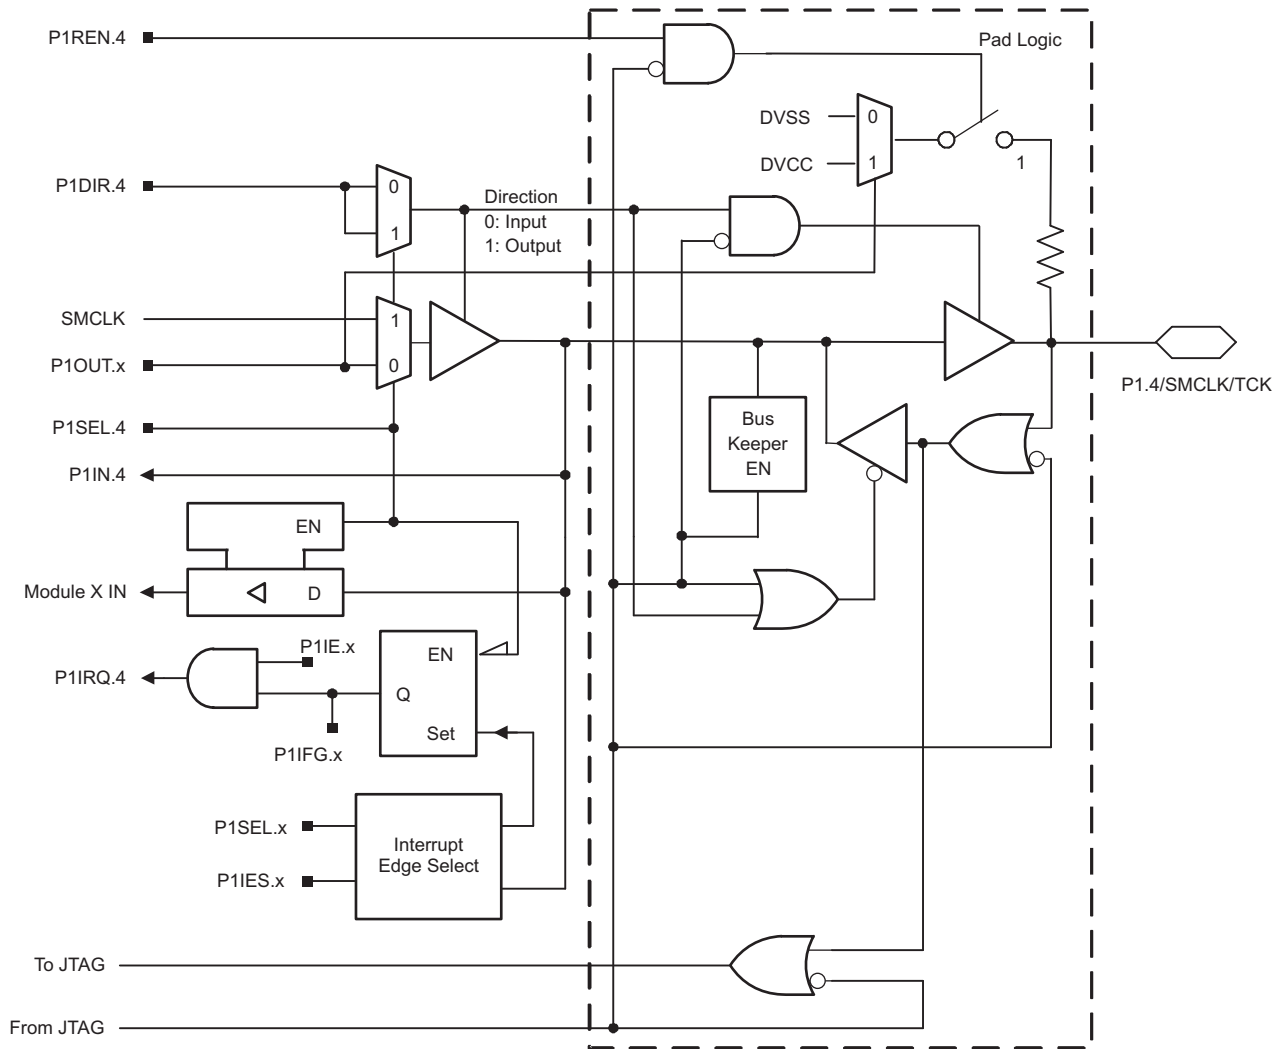 P1REN.4
Pad Logic
DVSS
0
DVCC
1
1
P1DIR.4
0
1
Direction
0: Input
1: Output
SMCLK
1
P1OUT.x
0
P1.4/SMCLK/TCK
P1SEL.4
Bus
Keeper
EN
P1IN.4
EN
Module X IN
D
P1IE.x
EN
P1IRQ.4
Q
Set
P1IFG.x
P1SEL.x
Interrupt
Edge Select
P1IES.x
To JTAG
From JTAG